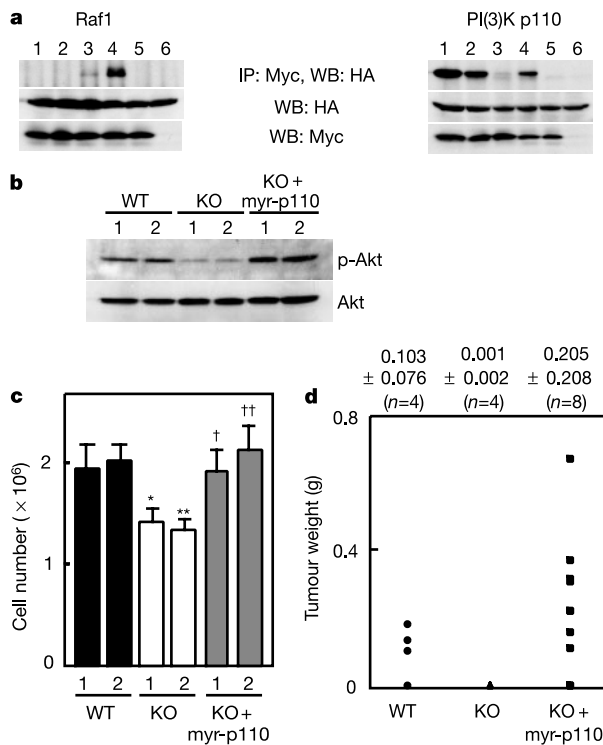 a
Raf1
PI(3)K p110
1 2 3 4 5 6
1 2 3 4 5 6
IP: Myc, WB: HA
WB: HA
WB: Myc
b
WT KO KO + myr-p110
1 2 1 2 1 2
p-Akt
Akt
c
Cell number (× 10⁶)
2
1
0
* ** † ††
1 2 1 2 1 2
WT KO KO + myr-p110
d
0.103 ± 0.076 (n=4)
0.001 ± 0.002 (n=4)
0.205 ± 0.208 (n=8)
Tumour weight (g)
0.8
0.4
0
WT KO KO + myr-p110